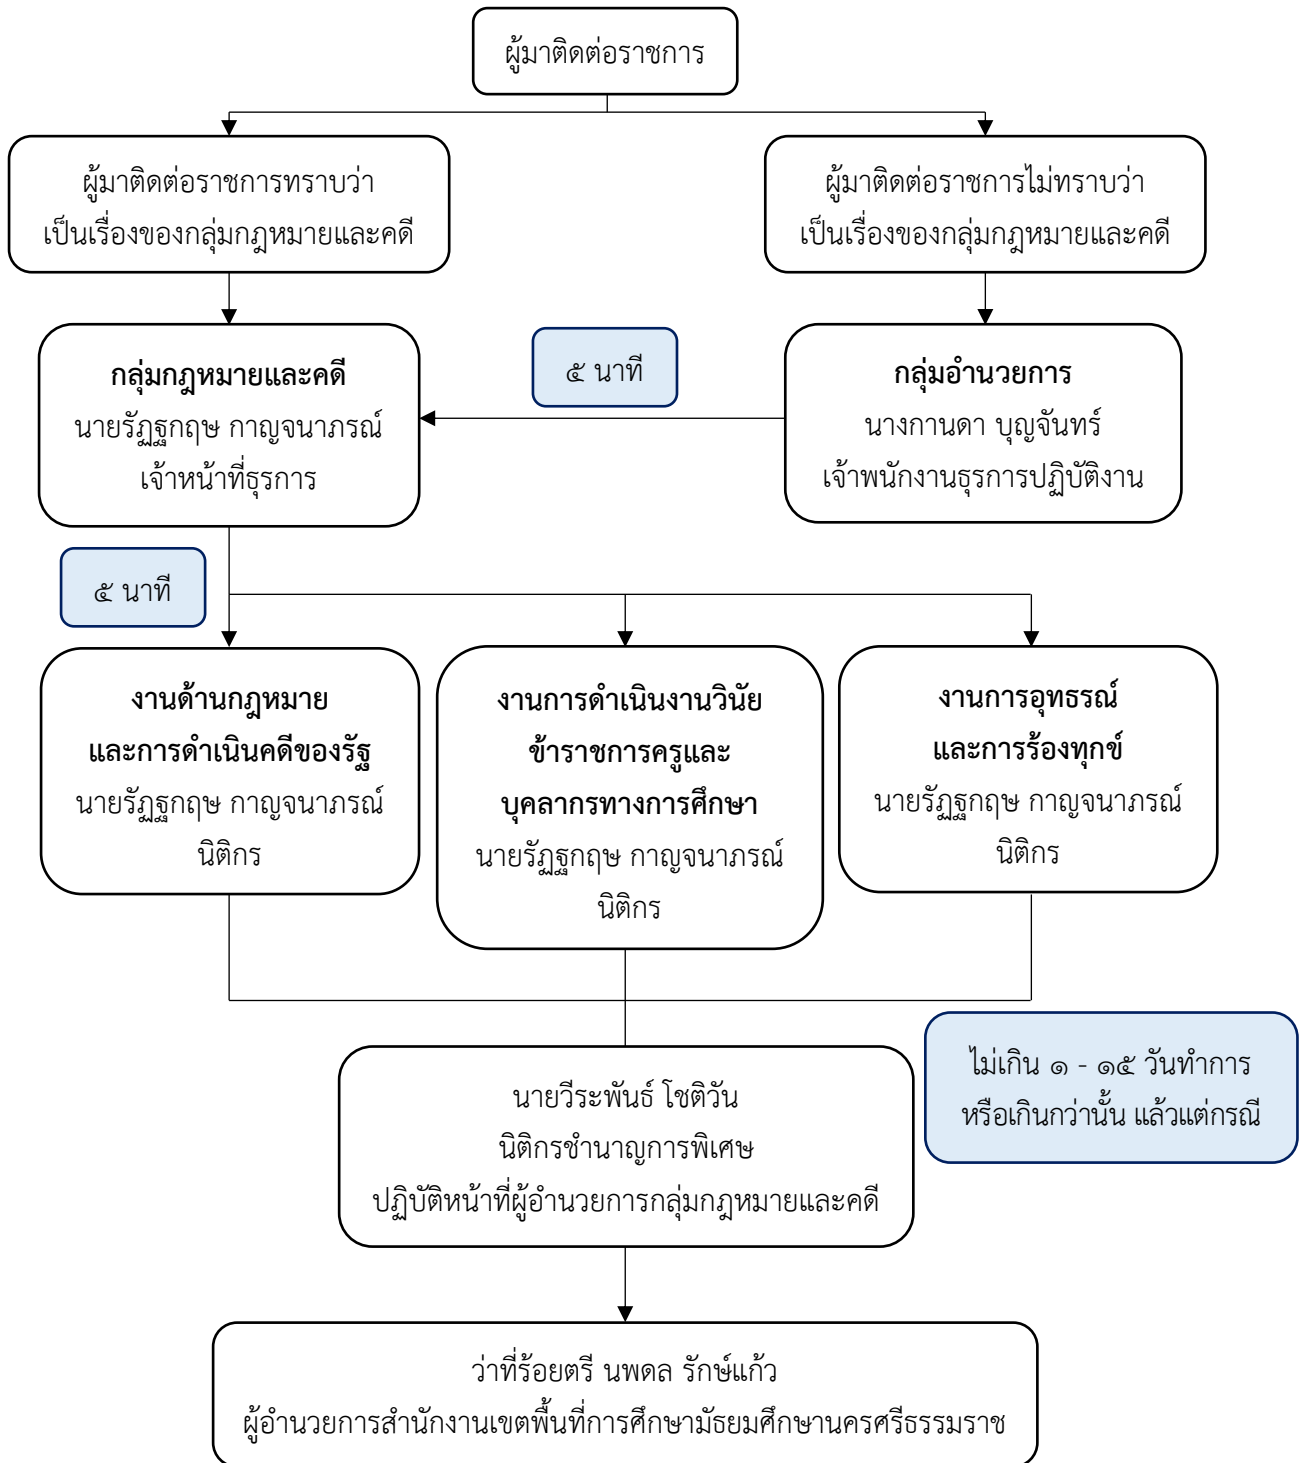 ผู้มาติดต่อราชการ
ผู้มาติดต่อราชการทราบว่า
เป็นเรื่องของกลุ่มกฎหมายและคดี
ผู้มาติดต่อราชการไม่ทราบว่า
เป็นเรื่องของกลุ่มกฎหมายและคดี
กลุ่มกฎหมายและคดี
นายรัฏฐกฤษ กาญจนาภรณ์
เจ้าหน้าที่ธุรการ
๕ นาที
กลุ่มอำนวยการ
นางกานดา บุญจันทร์
เจ้าพนักงานธุรการปฏิบัติงาน
๕ นาที
งานด้านกฎหมาย
และการดำเนินคดีของรัฐ
นายรัฏฐกฤษ กาญจนาภรณ์
นิติกร
งานการดำเนินงานวินัย
ข้าราชการครูและ
บุคลากรทางการศึกษา
นายรัฏฐกฤษ กาญจนาภรณ์
นิติกร
งานการอุทธรณ์
และการร้องทุกข์
นายรัฏฐกฤษ กาญจนาภรณ์
นิติกร
ไม่เกิน ๑ - ๑๕ วันทำการ
หรือเกินกว่านั้น แล้วแต่กรณี
นายวีระพันธ์ โชติวัน
นิติกรชำนาญการพิเศษ
ปฏิบัติหน้าที่ผู้อำนวยการกลุ่มกฎหมายและคดี
ว่าที่ร้อยตรี นพดล รักษ์แก้ว
ผู้อำนวยการสำนักงานเขตพื้นที่การศึกษามัธยมศึกษานครศรีธรรมราช